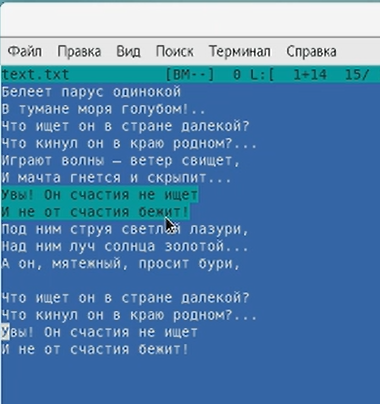 Файл Правка Вид Поиск Терминал Справка
text.txt [BM--] 0 L:[ 1+14 15/
Белеет парус одинокой
В тумане моря голубом!..
Что ищет он в стране далекой?
Что кинул он в краю родном?...
Играют волны — ветер свищет,
И мачта гнется и скрыпит...
Увы! Он счастия не ищет
И не от счастия бежит!
Под ним струя светлей лазури,
Над ним луч солнца золотой...
А он, мятежный, просит бури,
Что ищет он в стране далекой?
Что кинул он в краю родном?...
Увы! Он счастия не ищет
И не от счастия бежит!